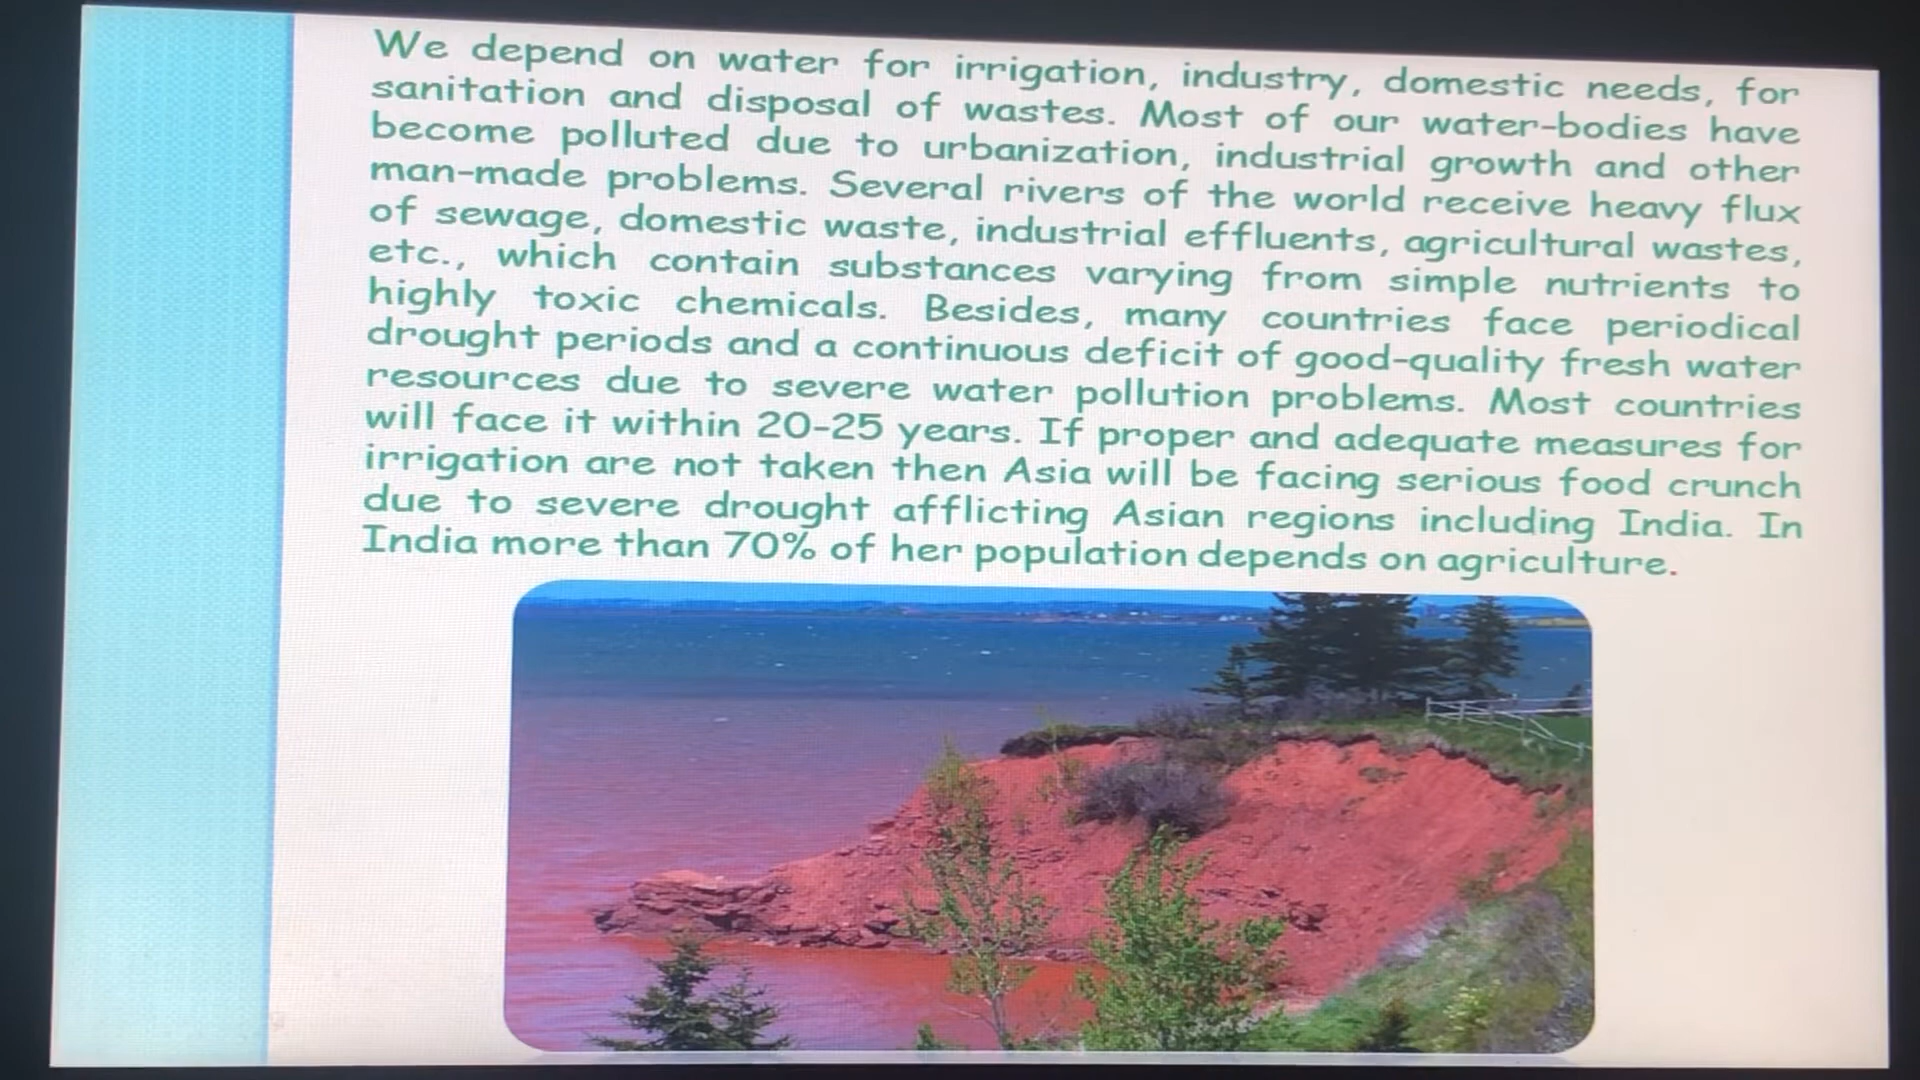 We depend on water for irrigation, industry, domestic needs, for
sanitation and disposal of wastes. Most of our water-bodies have
become polluted due to urbanization, industrial growth and other
man-made problems. Several rivers of the world receive heavy flux
of sewage, domestic waste, industrial effluents, agricultural wastes,
etc., which contain substances varying from simple nutrients to
highly toxic chemicals. Besides, many countries face periodical
drought periods and a continuous deficit of good-quality fresh water
resources due to severe water pollution problems. Most countries
will face it within 20-25 years. If proper and adequate measures for
irrigation are not taken then Asia will be facing serious food crunch
due to severe drought afflicting Asian regions including India. In
India more than 70% of her population depends on agriculture.